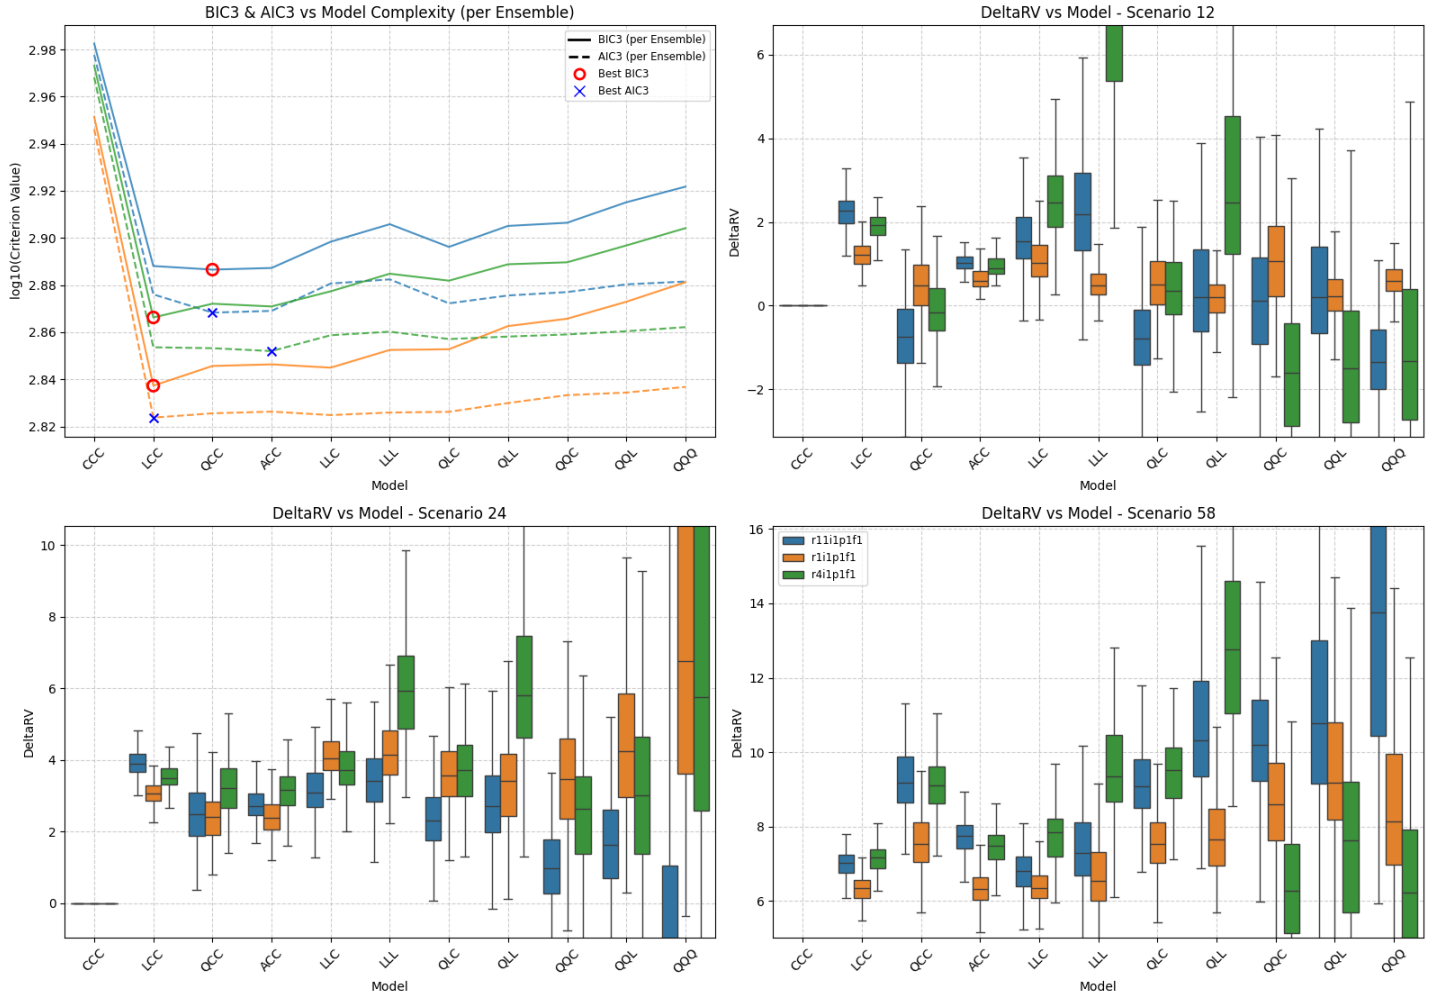 BIC3 & AIC3 vs Model Complexity (per Ensemble)
log10(Criterion Value)
2.98
2.96
2.94
2.92
2.90
2.88
2.86
2.84
2.82
BIC3 (per Ensemble)
AIC3 (per Ensemble)
Best BIC3
Best AIC3
CCC LCC QCC ACC LLC LLL QLC QLL QQC QQL QQQ
Model
DeltaRV vs Model - Scenario 12
DeltaRV
6
4
2
0
−2
CCC LCC QCC ACC LLC LLL QLC QLL QQC QQL QQQ
Model
DeltaRV vs Model - Scenario 24
DeltaRV
10
8
6
4
2
0
CCC LCC QCC ACC LLC LLL QLC QLL QQC QQL QQQ
Model
DeltaRV vs Model - Scenario 58
DeltaRV
16
14
12
10
8
6
r11i1p1f1
r1i1p1f1
r4i1p1f1
CCC LCC QCC ACC LLC LLL QLC QLL QQC QQL QQQ
Model